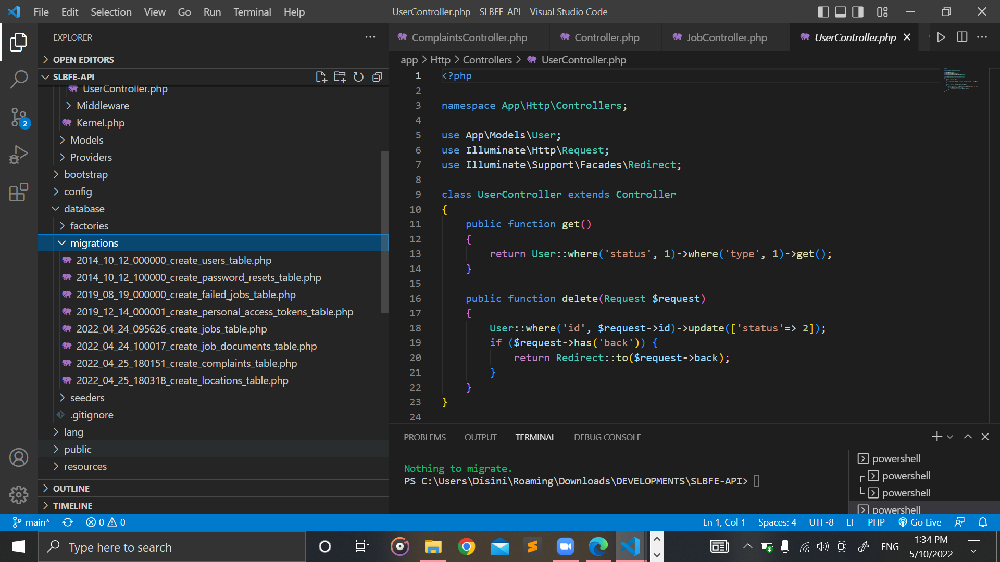 File Edit Selection View Go Run Terminal Help
UserController.php - SLBFE-API - Visual Studio Code
EXPLORER
OPEN EDITORS
SLBFE-API
UserController.php
Middleware
Kernel.php
Models
Providers
bootstrap
config
database
factories
migrations
2014_10_12_000000_create_users_table.php
2014_10_12_100000_create_password_resets_table.php
2019_08_19_000000_create_failed_jobs_table.php
2019_12_14_000001_create_personal_access_tokens_table.php
2022_04_24_095626_create_jobs_table.php
2022_04_24_100017_create_job_documents_table.php
2022_04_25_180151_create_complaints_table.php
2022_04_25_180318_create_locations_table.php
seeders
.gitignore
lang
public
resources
OUTLINE
TIMELINE
2
ComplaintsController.php Controller.php JobController.php UserController.php
app > Http > Controllers > UserController.php
1 <?php
2
3 namespace App\Http\Controllers;
4
5 use App\Models\User;
6 use Illuminate\Http\Request;
7 use Illuminate\Support\Facades\Redirect;
8
9 class UserController extends Controller
10 {
11     public function get()
12     {
13         return User::where('status', 1)->where('type', 1)->get();
14     }
15
16     public function delete(Request $request)
17     {
18         User::where('id', $request->id)->update(['status'=> 2]);
19         if ($request->has('back')) {
20             return Redirect::to($request->back);
21         }
22     }
23 }
24
PROBLEMS OUTPUT TERMINAL DEBUG CONSOLE
Nothing to migrate.
PS C:\Users\Disini\Roaming\Downloads\DEVELOPMENTS\SLBFE-API>
powershell
powershell
powershell
powershell
main* 0 0 Ln 1, Col 1 Spaces: 4 UTF-8 LF PHP Go Live
Type here to search
ENG
1:34 PM
5/10/2022